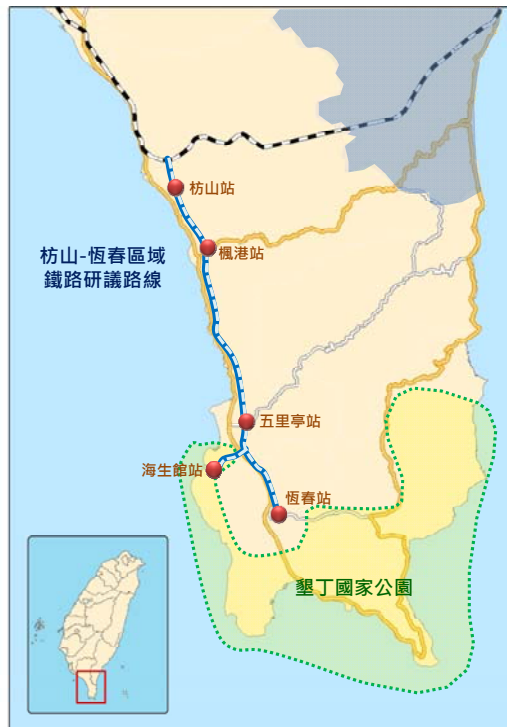 枋山站
楓港站
枋山-恆春區域
鐵路研議路線
五里亭站
海生館站
恆春站
墾丁國家公園